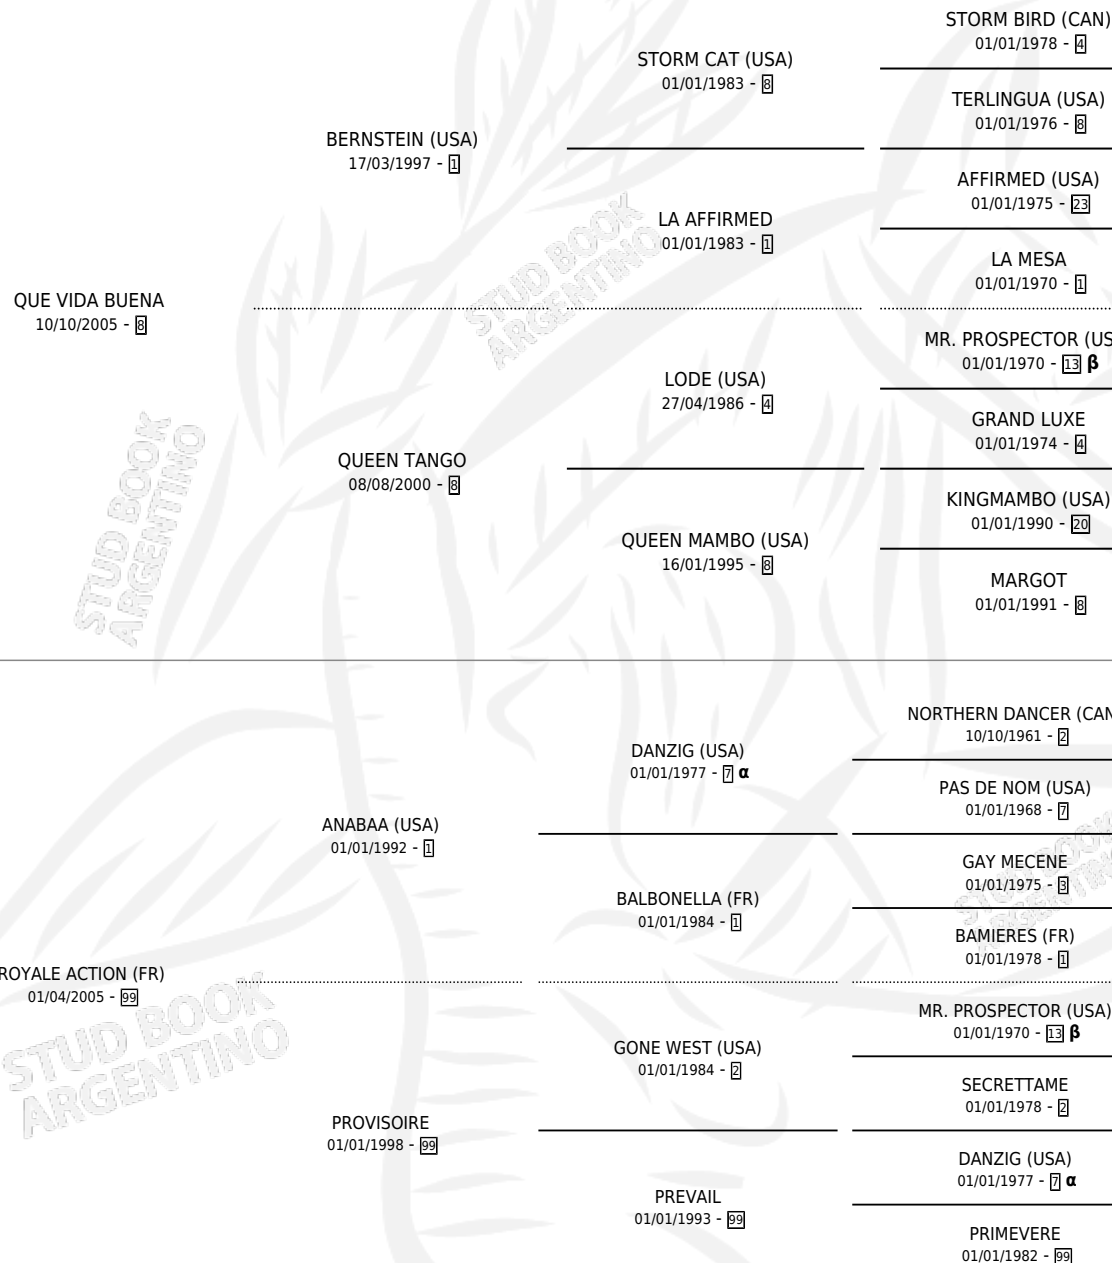 STORM BIRD (CAN)
01/01/1978 - 4
STORM CAT (USA)
01/01/1983 - 8
TERLINGUA (USA)
01/01/1976 - 8
BERNSTEIN (USA)
17/03/1997 - 1
AFFIRMED (USA)
01/01/1975 - 23
LA AFFIRMED
01/01/1983 - 1
LA MESA
01/01/1970 - 1
QUE VIDA BUENA
10/10/2005 - 8
MR. PROSPECTOR (US
01/01/1970 - 13 β
LODE (USA)
27/04/1986 - 4
GRAND LUXE
01/01/1974 - 4
QUEEN TANGO
08/08/2000 - 8
KINGMAMBO (USA)
01/01/1990 - 20
QUEEN MAMBO (USA)
16/01/1995 - 8
MARGOT
01/01/1991 - 8
NORTHERN DANCER (CAN
10/10/1961 - 2
DANZIG (USA)
01/01/1977 - 7 α
PAS DE NOM (USA)
01/01/1968 - 7
ANABAA (USA)
01/01/1992 - 1
GAY MECENE
01/01/1975 - 3
BALBONELLA (FR)
01/01/1984 - 1
BAMIERES (FR)
01/01/1978 - 1
ROYALE ACTION (FR)
01/04/2005 - 99
MR. PROSPECTOR (USA)
01/01/1970 - 13 β
GONE WEST (USA)
01/01/1984 - 2
SECRETTAME
01/01/1978 - 2
PROVISOIRE
01/01/1998 - 99
DANZIG (USA)
01/01/1977 - 7 α
PREVAIL
01/01/1993 - 99
PRIMEVERE
01/01/1982 - 99
STUD BOOK
ARGENTINO
STUD BOOK
ARGENTINO
STUD BOOK
ARGENTINO